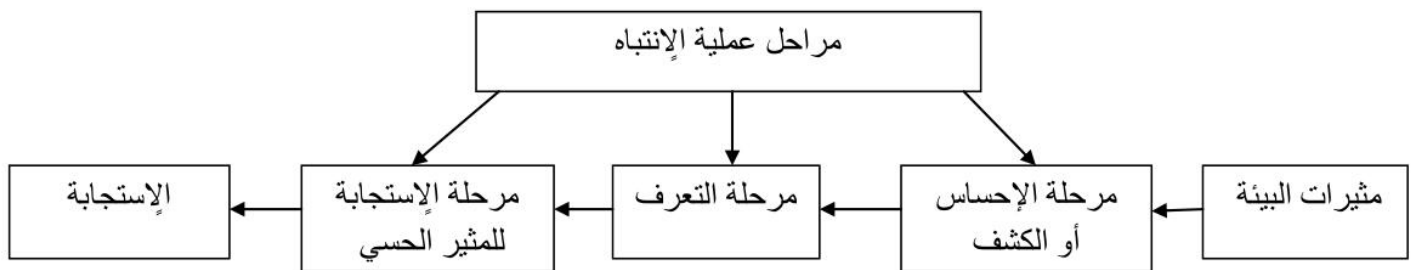 مراحل عملية الإنتباه
مثيرات البيئة
مرحلة الإحساس
أو الكشف
مرحلة التعرف
مرحلة الإستجابة
للمثير الحسي
الإستجابة